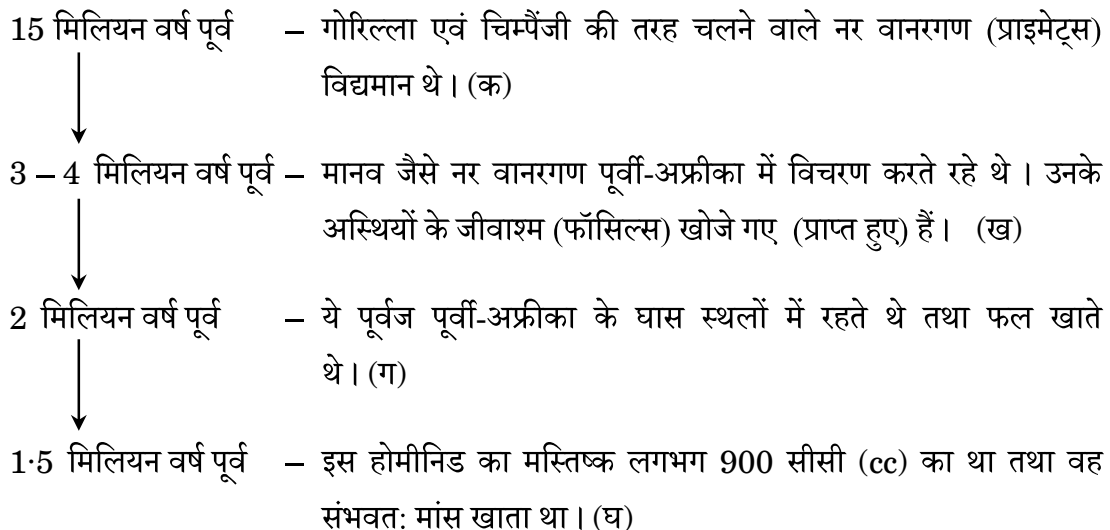 15 मिलियन वर्ष पूर्व – गोरिल्ला एवं चिम्पैंजी की तरह चलने वाले नर वानरगण (प्राइमेट्स)
विद्यमान थे। (क)
3 – 4 मिलियन वर्ष पूर्व – मानव जैसे नर वानरगण पूर्वी-अफ्रीका में विचरण करते रहे थे । उनके
अस्थियों के जीवाश्म (फॉसिल्स) खोजे गए (प्राप्त हुए) हैं। (ख)
2 मिलियन वर्ष पूर्व – ये पूर्वज पूर्वी-अफ्रीका के घास स्थलों में रहते थे तथा फल खाते
थे। (ग)
1·5 मिलियन वर्ष पूर्व – इस होमीनिड का मस्तिष्क लगभग 900 सीसी (cc) का था तथा वह
संभवत: मांस खाता था। (घ)